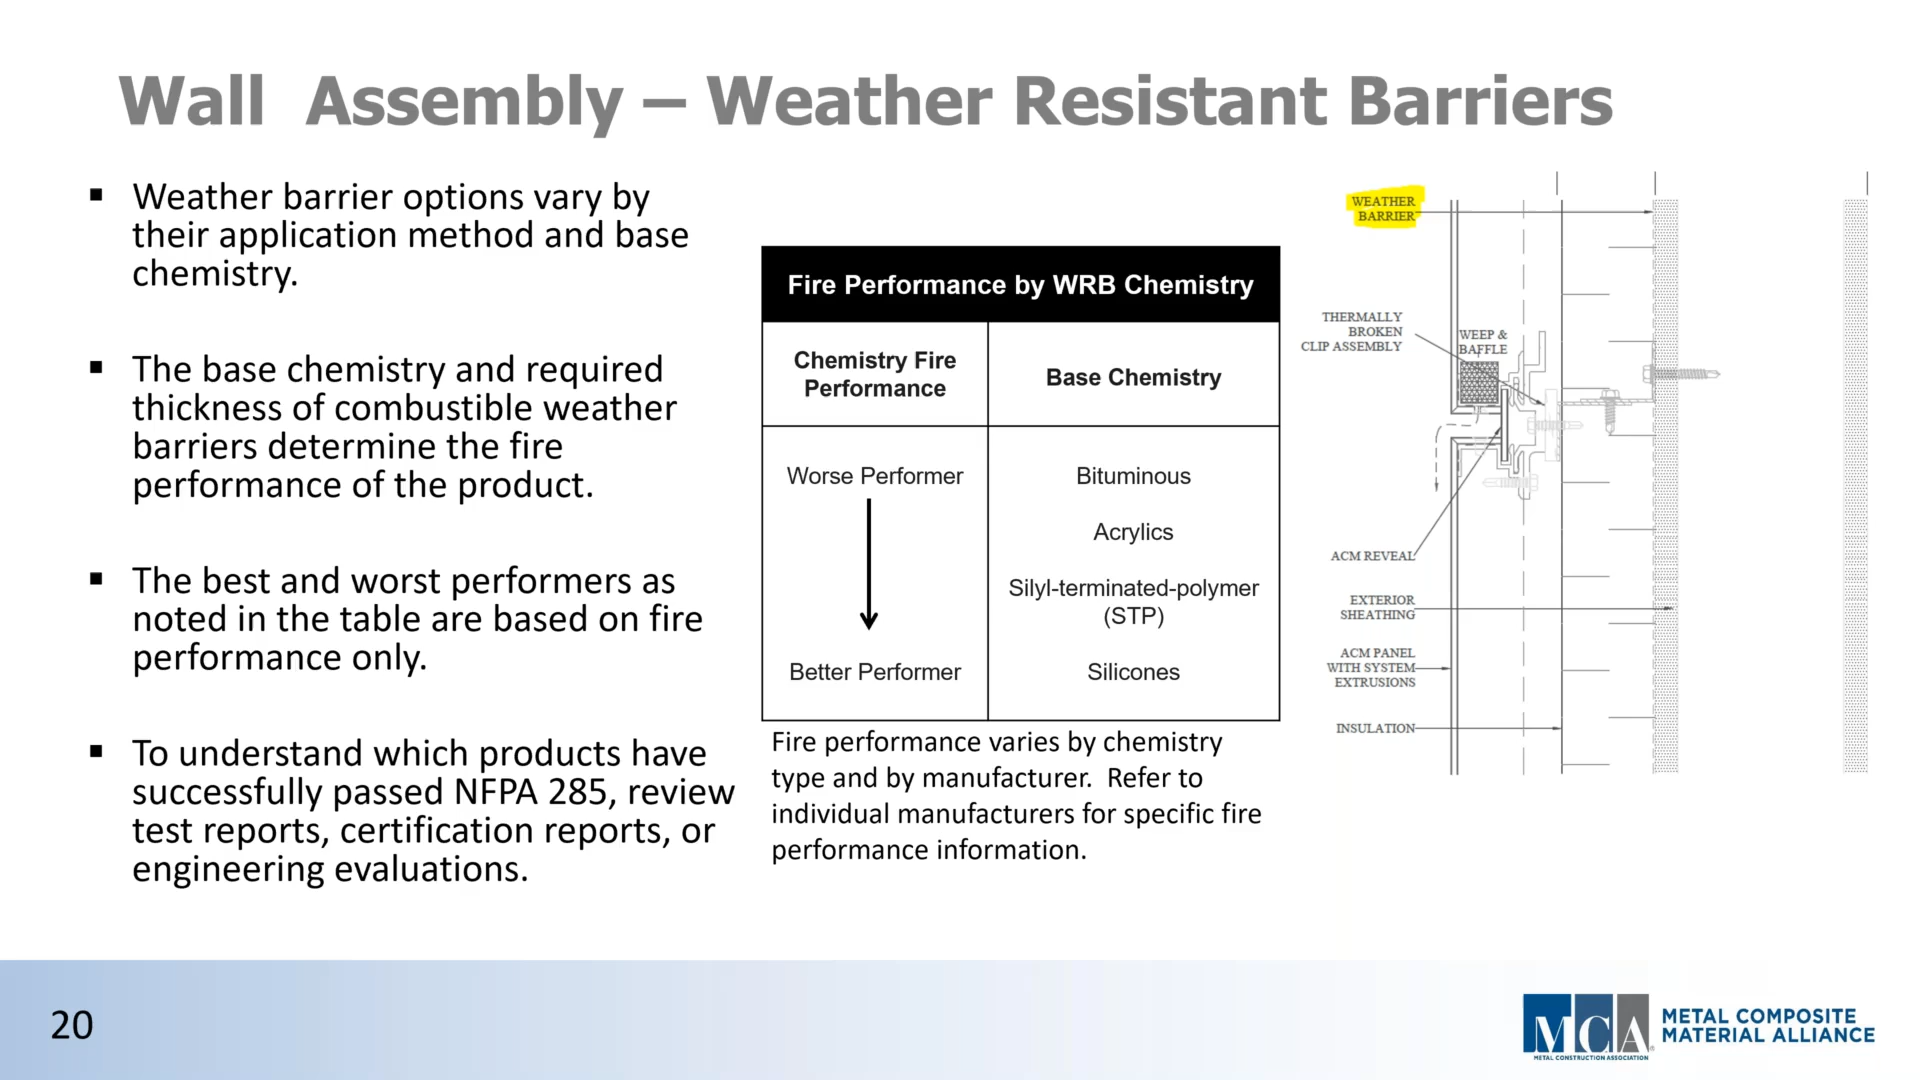 Wall Assembly – Weather Resistant Barriers
▪ Weather barrier options vary by
their application method and base
chemistry.
▪ The base chemistry and required
thickness of combustible weather
barriers determine the fire
performance of the product.
▪ The best and worst performers as
noted in the table are based on fire
performance only.
▪ To understand which products have
successfully passed NFPA 285, review
test reports, certification reports, or
engineering evaluations.
Fire Performance by WRB Chemistry
Chemistry Fire
Performance
Base Chemistry
Worse Performer
Better Performer
Bituminous
Acrylics
Silyl-terminated-polymer
(STP)
Silicones
Fire performance varies by chemistry
type and by manufacturer. Refer to
individual manufacturers for specific fire
performance information.
WEATHER
BARRIER
THERMALLY
BROKEN
CLIP ASSEMBLY
WEEP &
BAFFLE
ACM REVEAL
EXTERIOR
SHEATHING
ACM PANEL
WITH SYSTEM
EXTRUSIONS
INSULATION
20
MCA
METAL CONSTRUCTION ASSOCIATION
METAL COMPOSITE
MATERIAL ALLIANCE